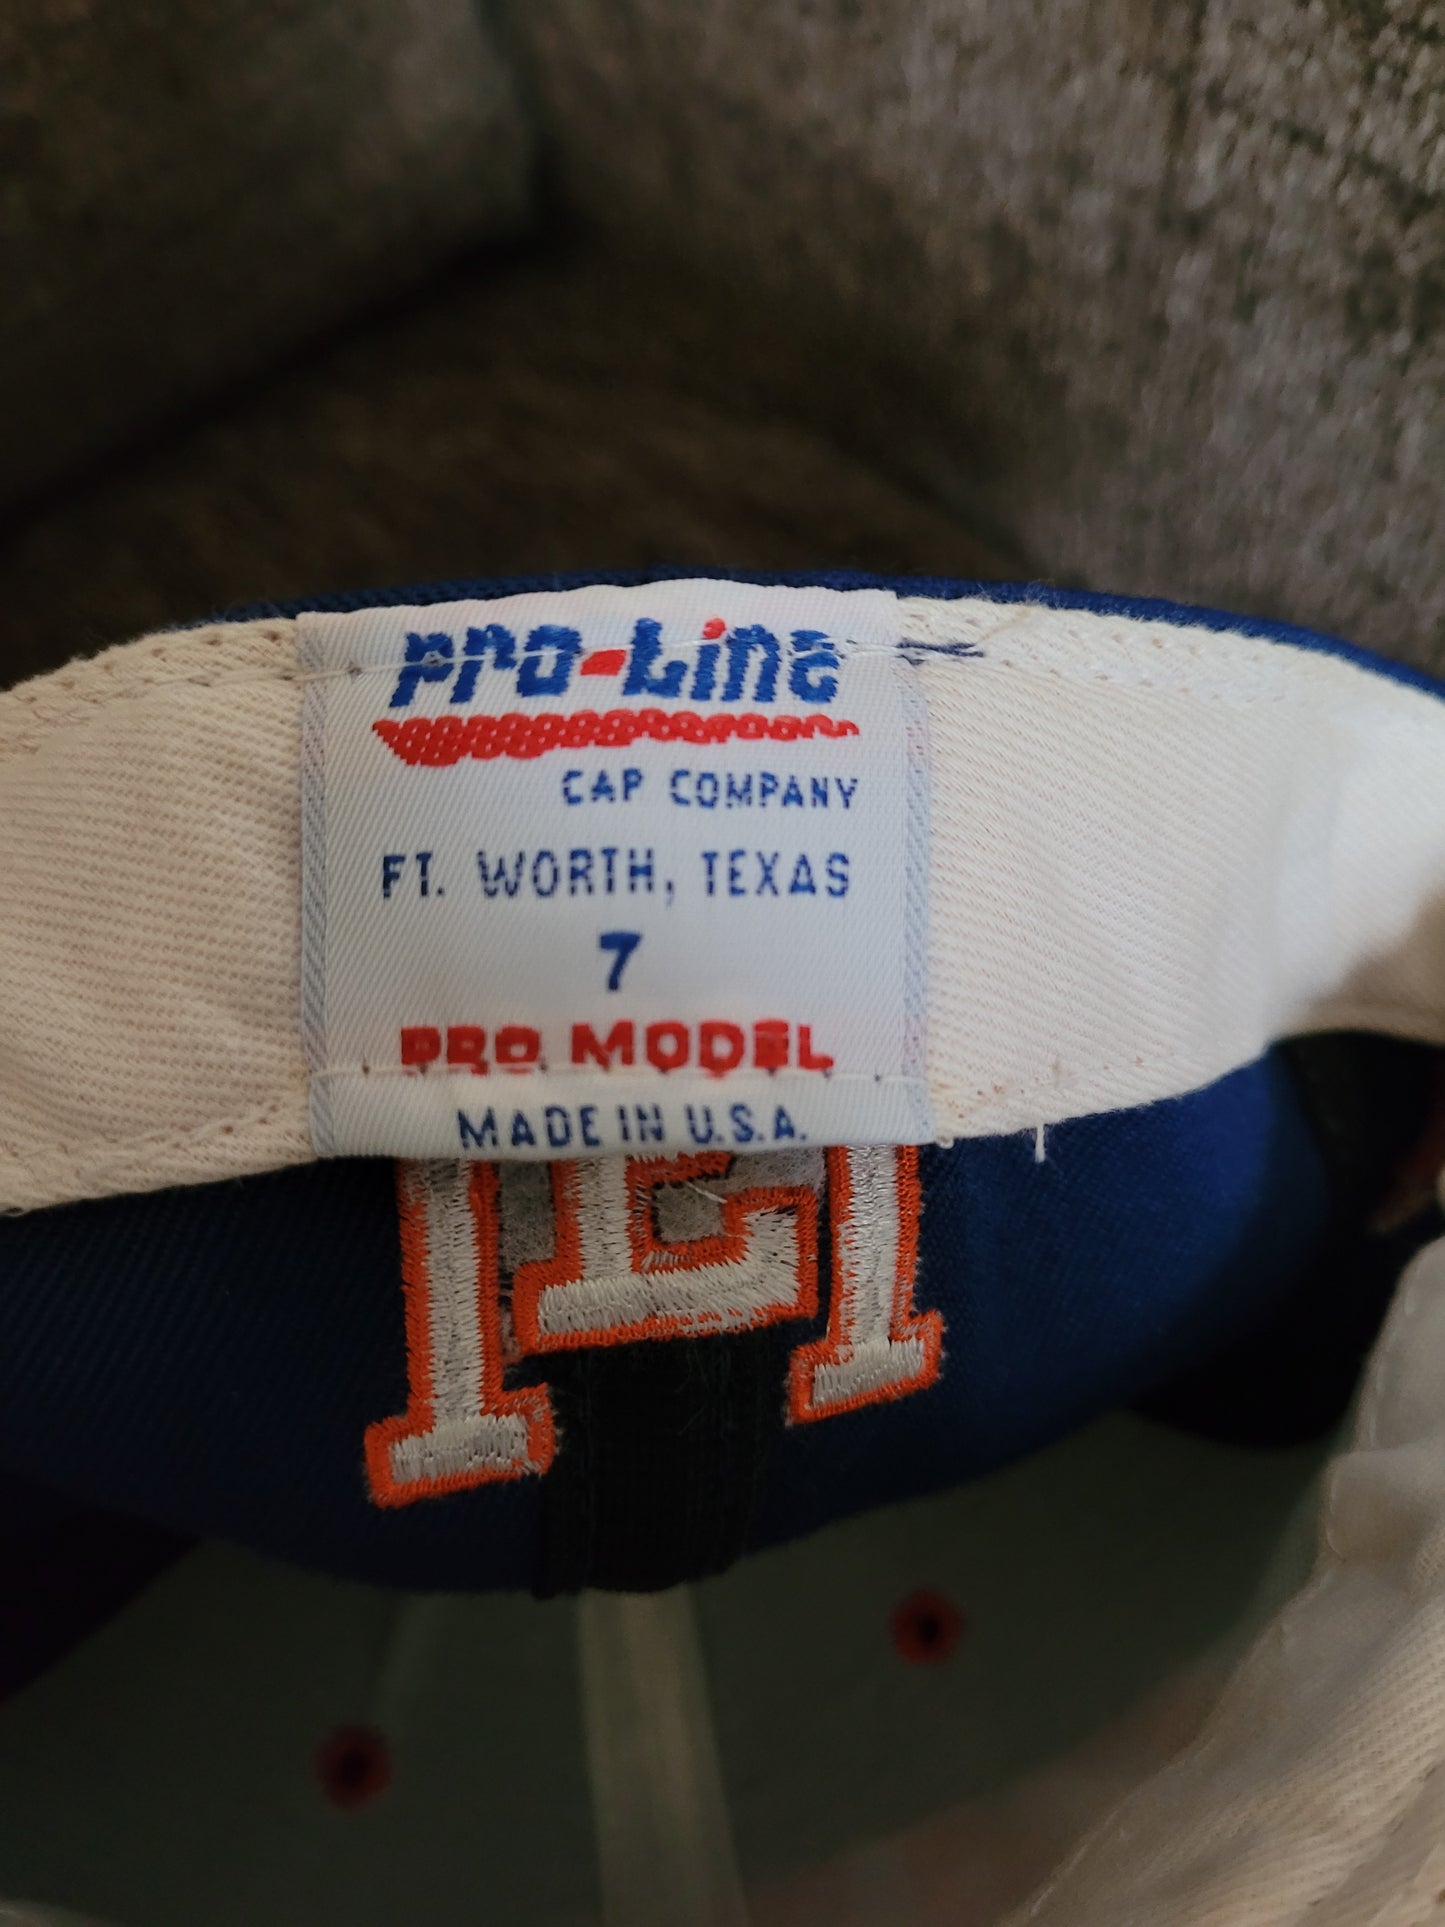 PRO-LINE
CAP COMPANY
FT. WORTH, TEXAS
7
PRO MODEL
MADE IN U.S.A.